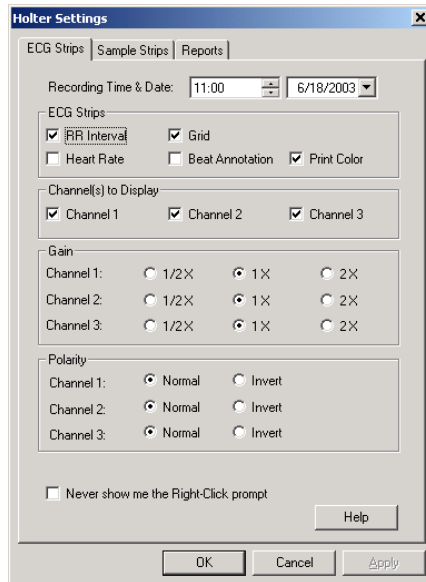 Holter Settings
ECG Strips Sample Strips Reports
Recording Time & Date: 11:00 6/18/2003
ECG Strips
RR Interval Grid
Heart Rate Beat Annotation Print Color
Channel(s) to Display
Channel 1 Channel 2 Channel 3
Gain
Channel 1: 1/2X 1X 2X
Channel 2: 1/2X 1X 2X
Channel 3: 1/2X 1X 2X
Polarity
Channel 1: Normal Invert
Channel 2: Normal Invert
Channel 3: Normal Invert
Never show me the Right-Click prompt
Help
OK Cancel Apply